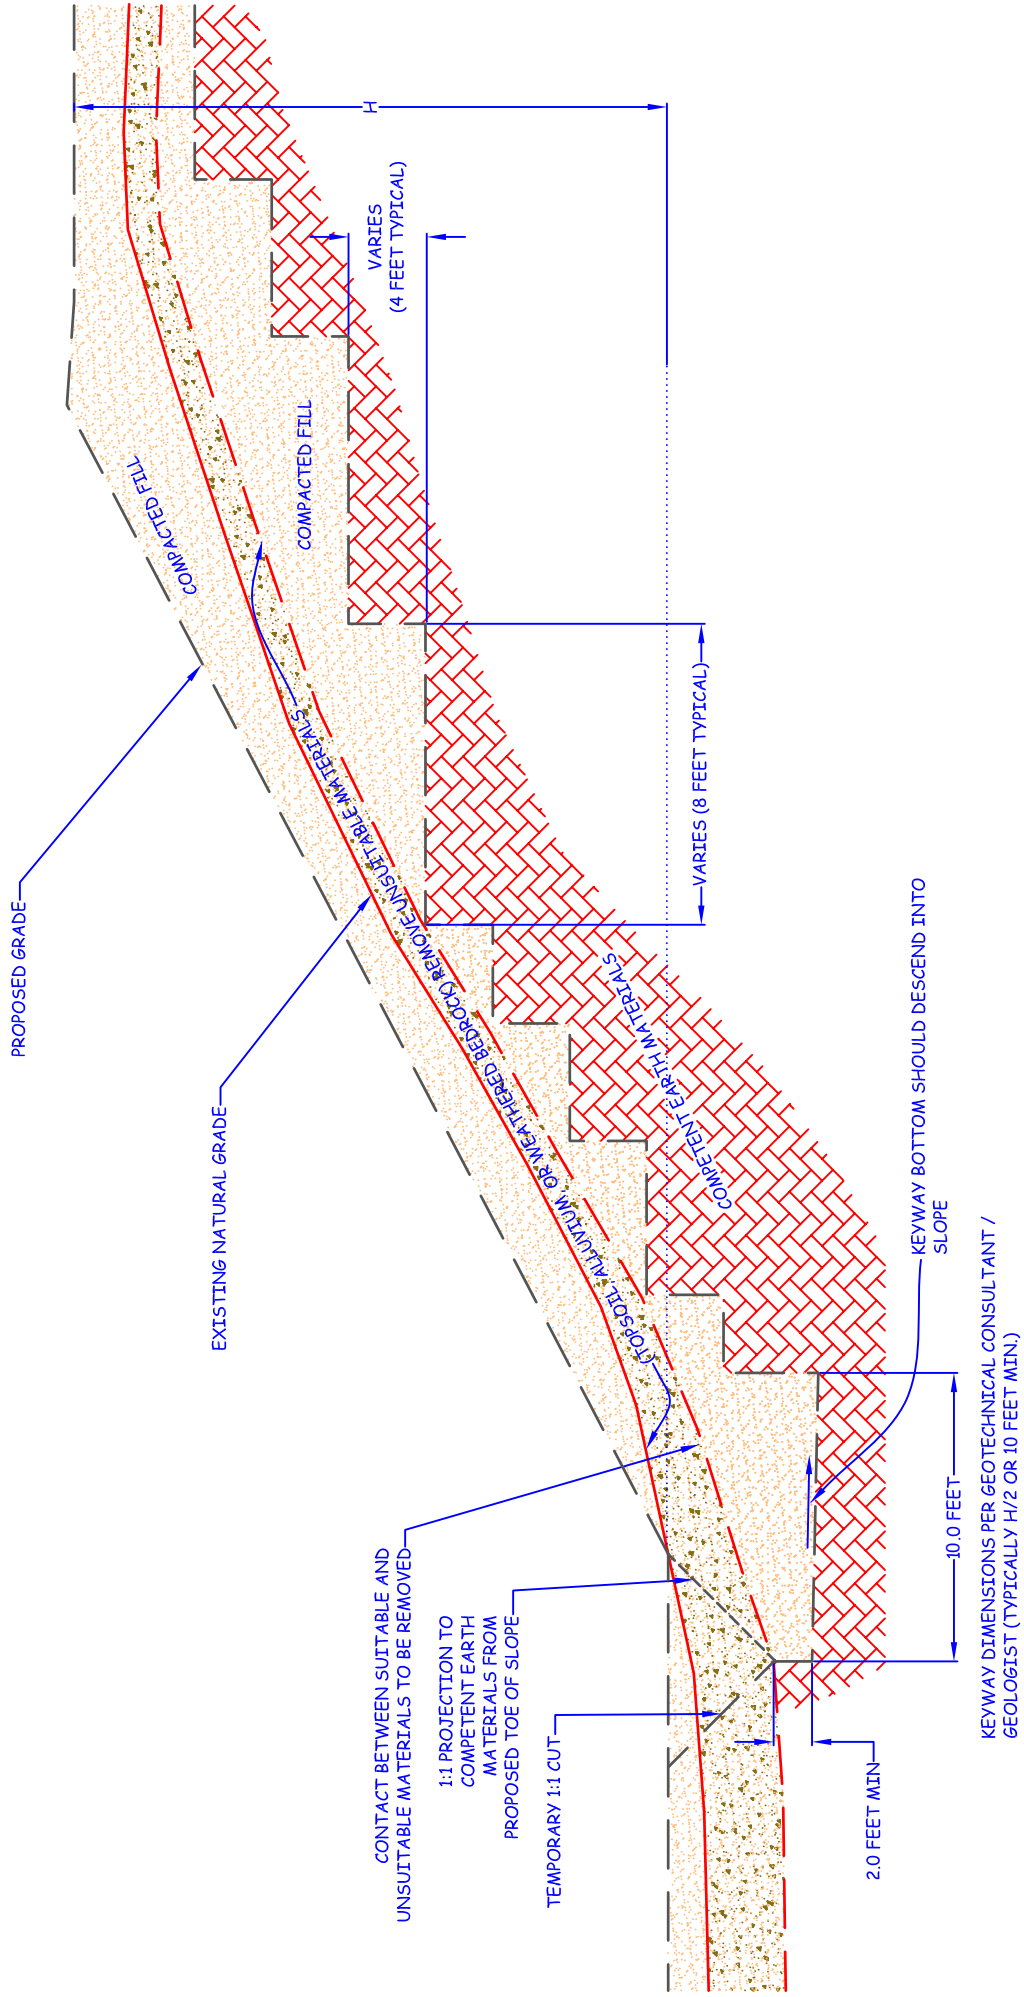 PROPOSED GRADE
EXISTING NATURAL GRADE
COMPACTED FILL
COMPACTED FILL
H
VARIES
(4 FEET TYPICAL)
VARIES (8 FEET TYPICAL)
(TOPSOIL, ALLUVIUM, OR WEATHERED BEDROCK) REMOVE UNSUITABLE MATERIALS
COMPETENT EARTH MATERIALS
CONTACT BETWEEN SUITABLE AND
UNSUITABLE MATERIALS TO BE REMOVED
1:1 PROJECTION TO
COMPETENT EARTH
MATERIALS FROM
PROPOSED TOE OF SLOPE
TEMPORARY 1:1 CUT
2.0 FEET MIN
10.0 FEET
KEYWAY BOTTOM SHOULD DESCEND INTO
SLOPE
KEYWAY DIMENSIONS PER GEOTECHNICAL CONSULTANT /
GEOLOGIST (TYPICALLY H/2 OR 10 FEET MIN.)